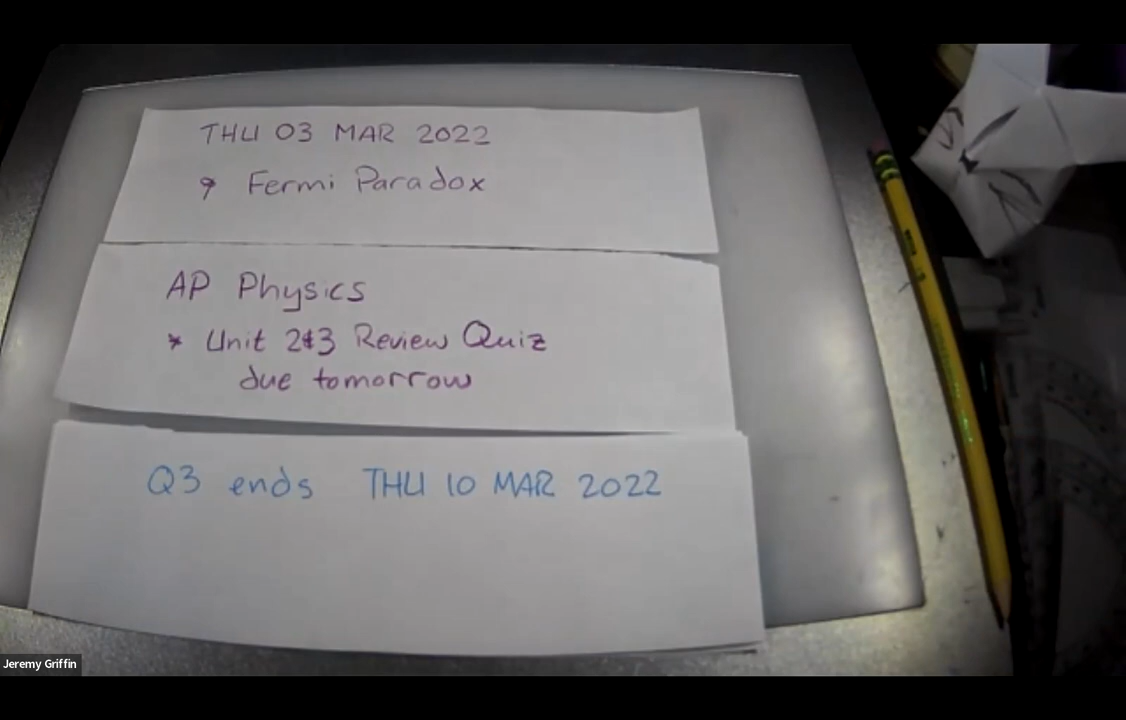 THU 03 MAR 2022
* Fermi Paradox
AP Physics
* Unit 2&3 Review Quiz
due tomorrow
Q3 ends THU 10 MAR 2022
Jeremy Griffin